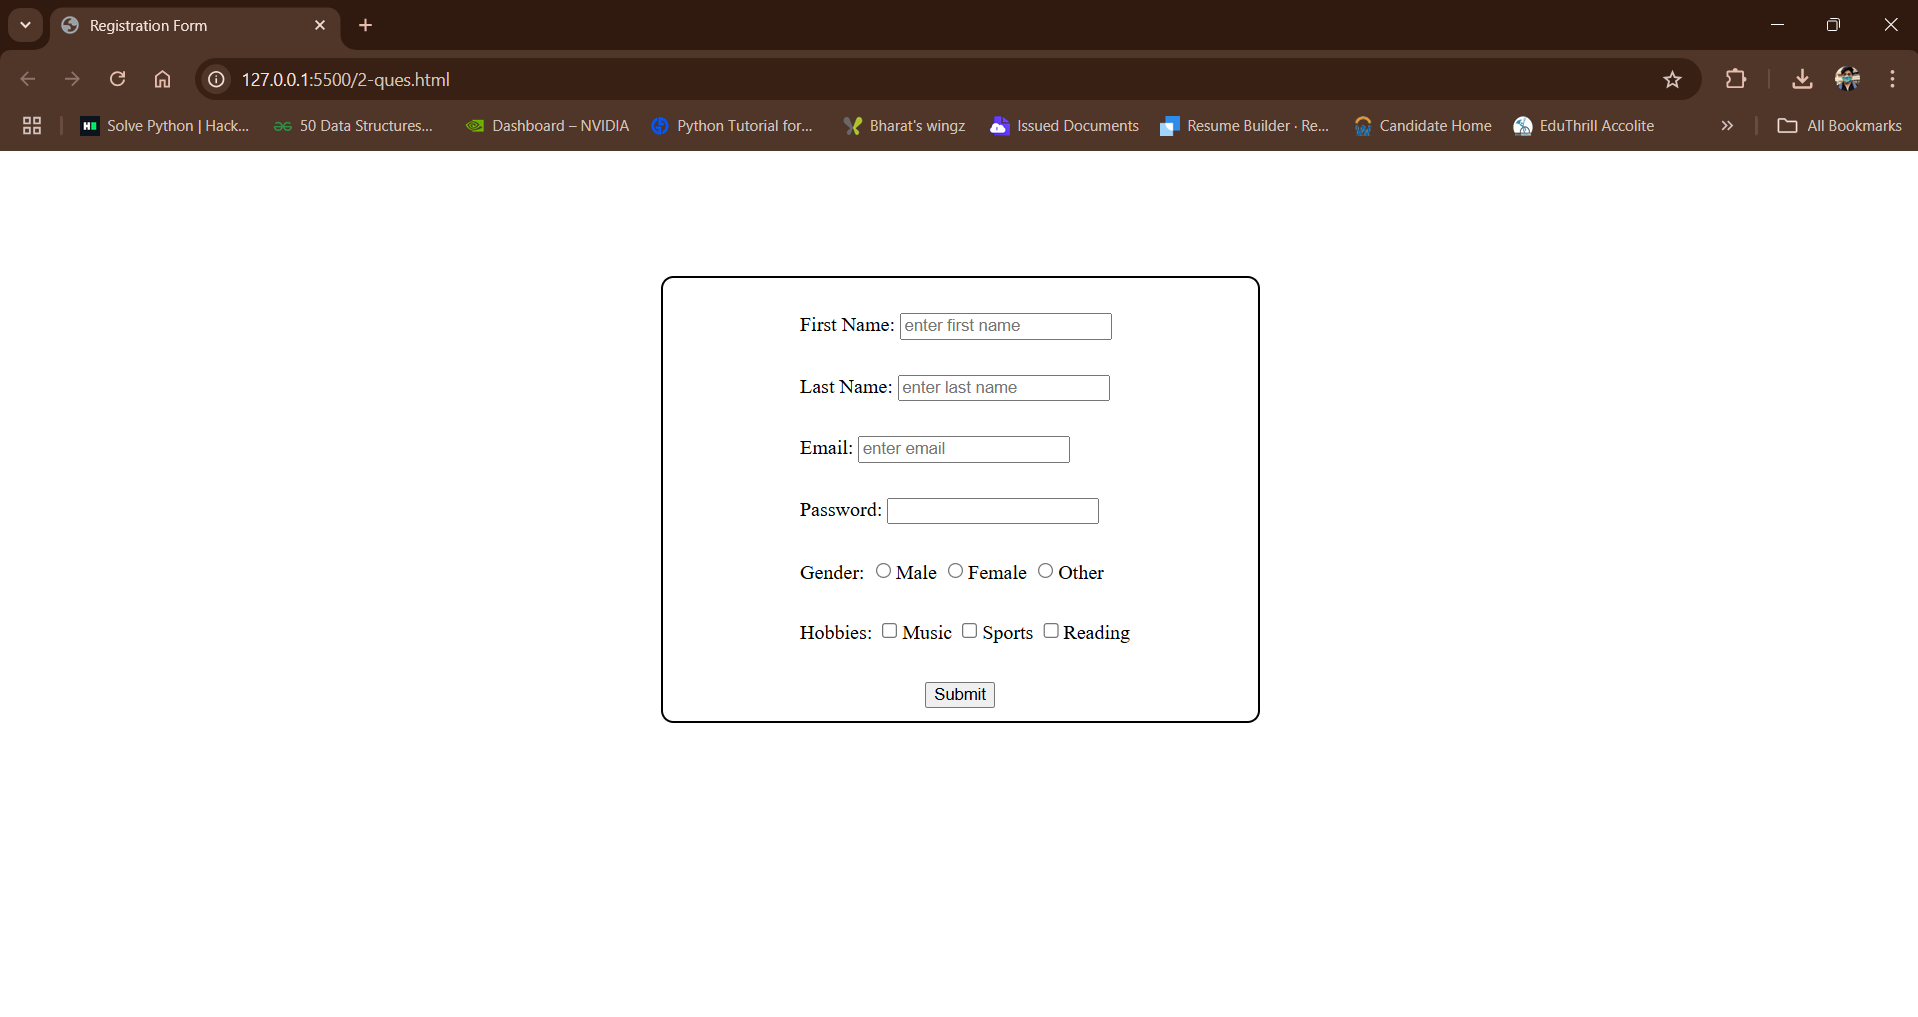 Registration Form
127.0.0.1:5500/2-ques.html
Solve Python | Hack... 50 Data Structures... Dashboard – NVIDIA Python Tutorial for... Bharat's wingz Issued Documents Resume Builder · Re... Candidate Home EduThrill Accolite All Bookmarks
First Name: enter first name
Last Name: enter last name
Email: enter email
Password:
Gender: Male Female Other
Hobbies: Music Sports Reading
Submit